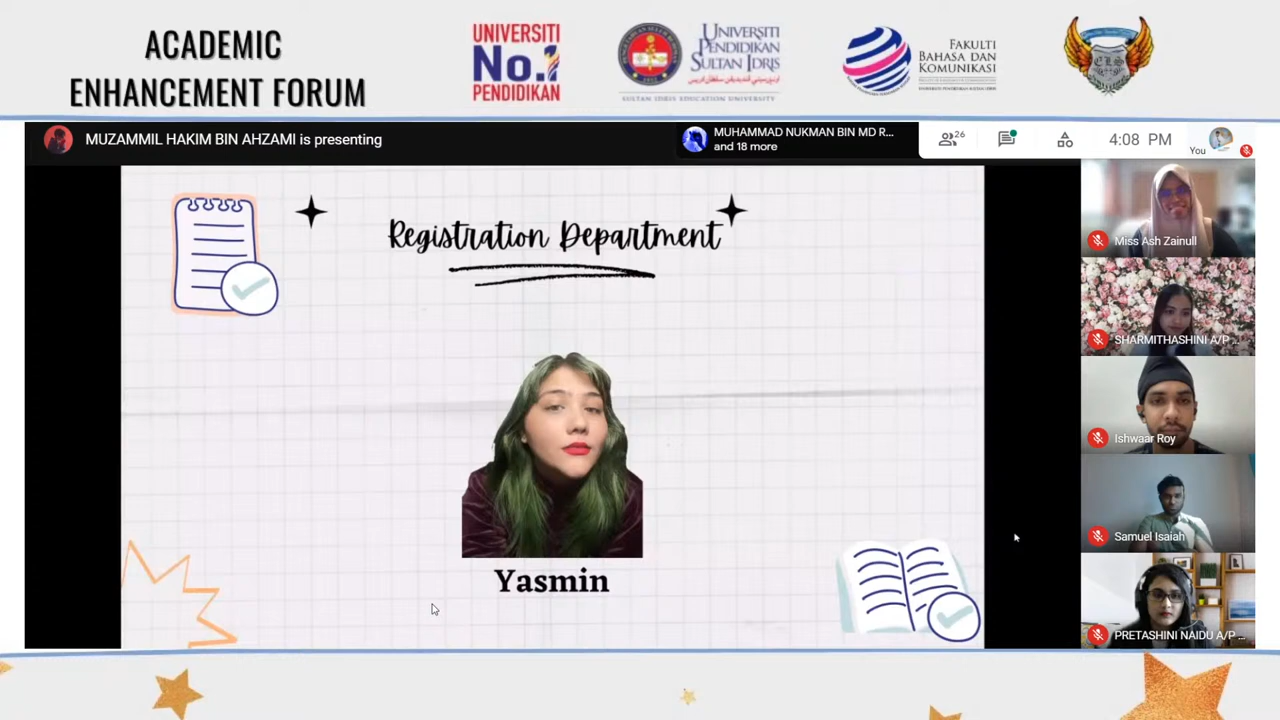 ACADEMIC
ENHANCEMENT FORUM
UNIVERSITI
No.1
PENDIDIKAN
UNIVERSITI
PENDIDIKAN
SULTAN IDRIS
SULTAN IDRIS EDUCATION UNIVERSITY
FAKULTI
BAHASA DAN
KOMUNIKASI
ELS
MUZAMMIL HAKIM BIN AHZAMI is presenting
MUHAMMAD NUKMAN BIN MD R...
and 18 more
26
4:08 PM
You
Registration Department
Yasmin
Miss Ash Zainull
SHARMITHASHINI A/P ...
Ishwaar Roy
Samuel Isaiah
PRETASHINI NAIDU A/P ...